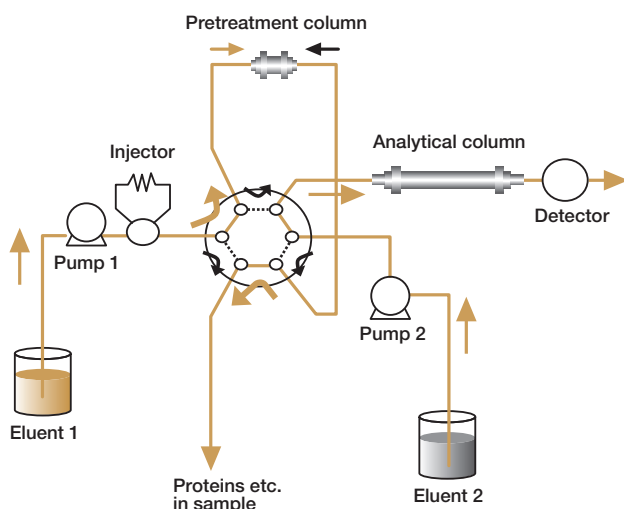 Pretreatment column
Analytical column
Injector
Detector
Pump 1
Pump 2
Eluent 1
Eluent 2
Proteins etc.
in sample